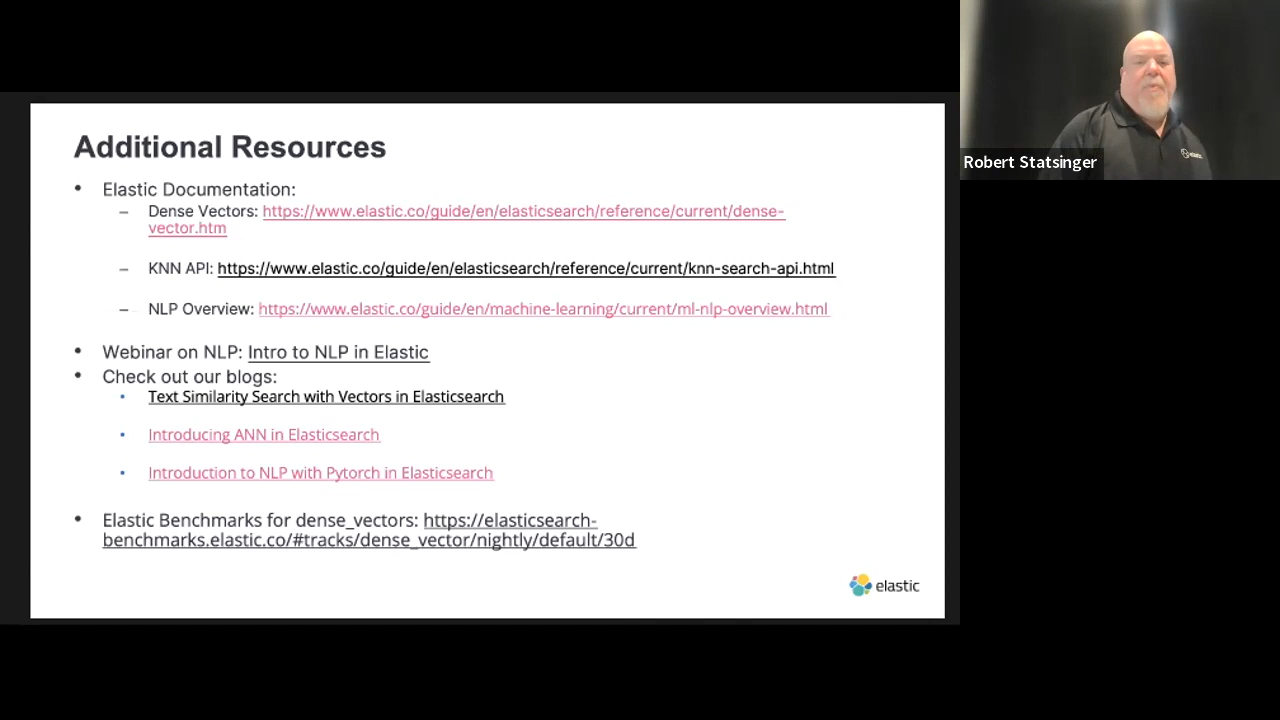 Additional Resources
• Elastic Documentation:
– Dense Vectors: https://www.elastic.co/guide/en/elasticsearch/reference/current/dense-
vector.htm
– KNN API: https://www.elastic.co/guide/en/elasticsearch/reference/current/knn-search-api.html
– NLP Overview: https://www.elastic.co/guide/en/machine-learning/current/ml-nlp-overview.html
• Webinar on NLP: Intro to NLP in Elastic
• Check out our blogs:
• Text Similarity Search with Vectors in Elasticsearch
• Introducing ANN in Elasticsearch
• Introduction to NLP with Pytorch in Elasticsearch
• Elastic Benchmarks for dense_vectors: https://elasticsearch-
benchmarks.elastic.co/#tracks/dense_vector/nightly/default/30d
elastic
elastic
Robert Statsinger